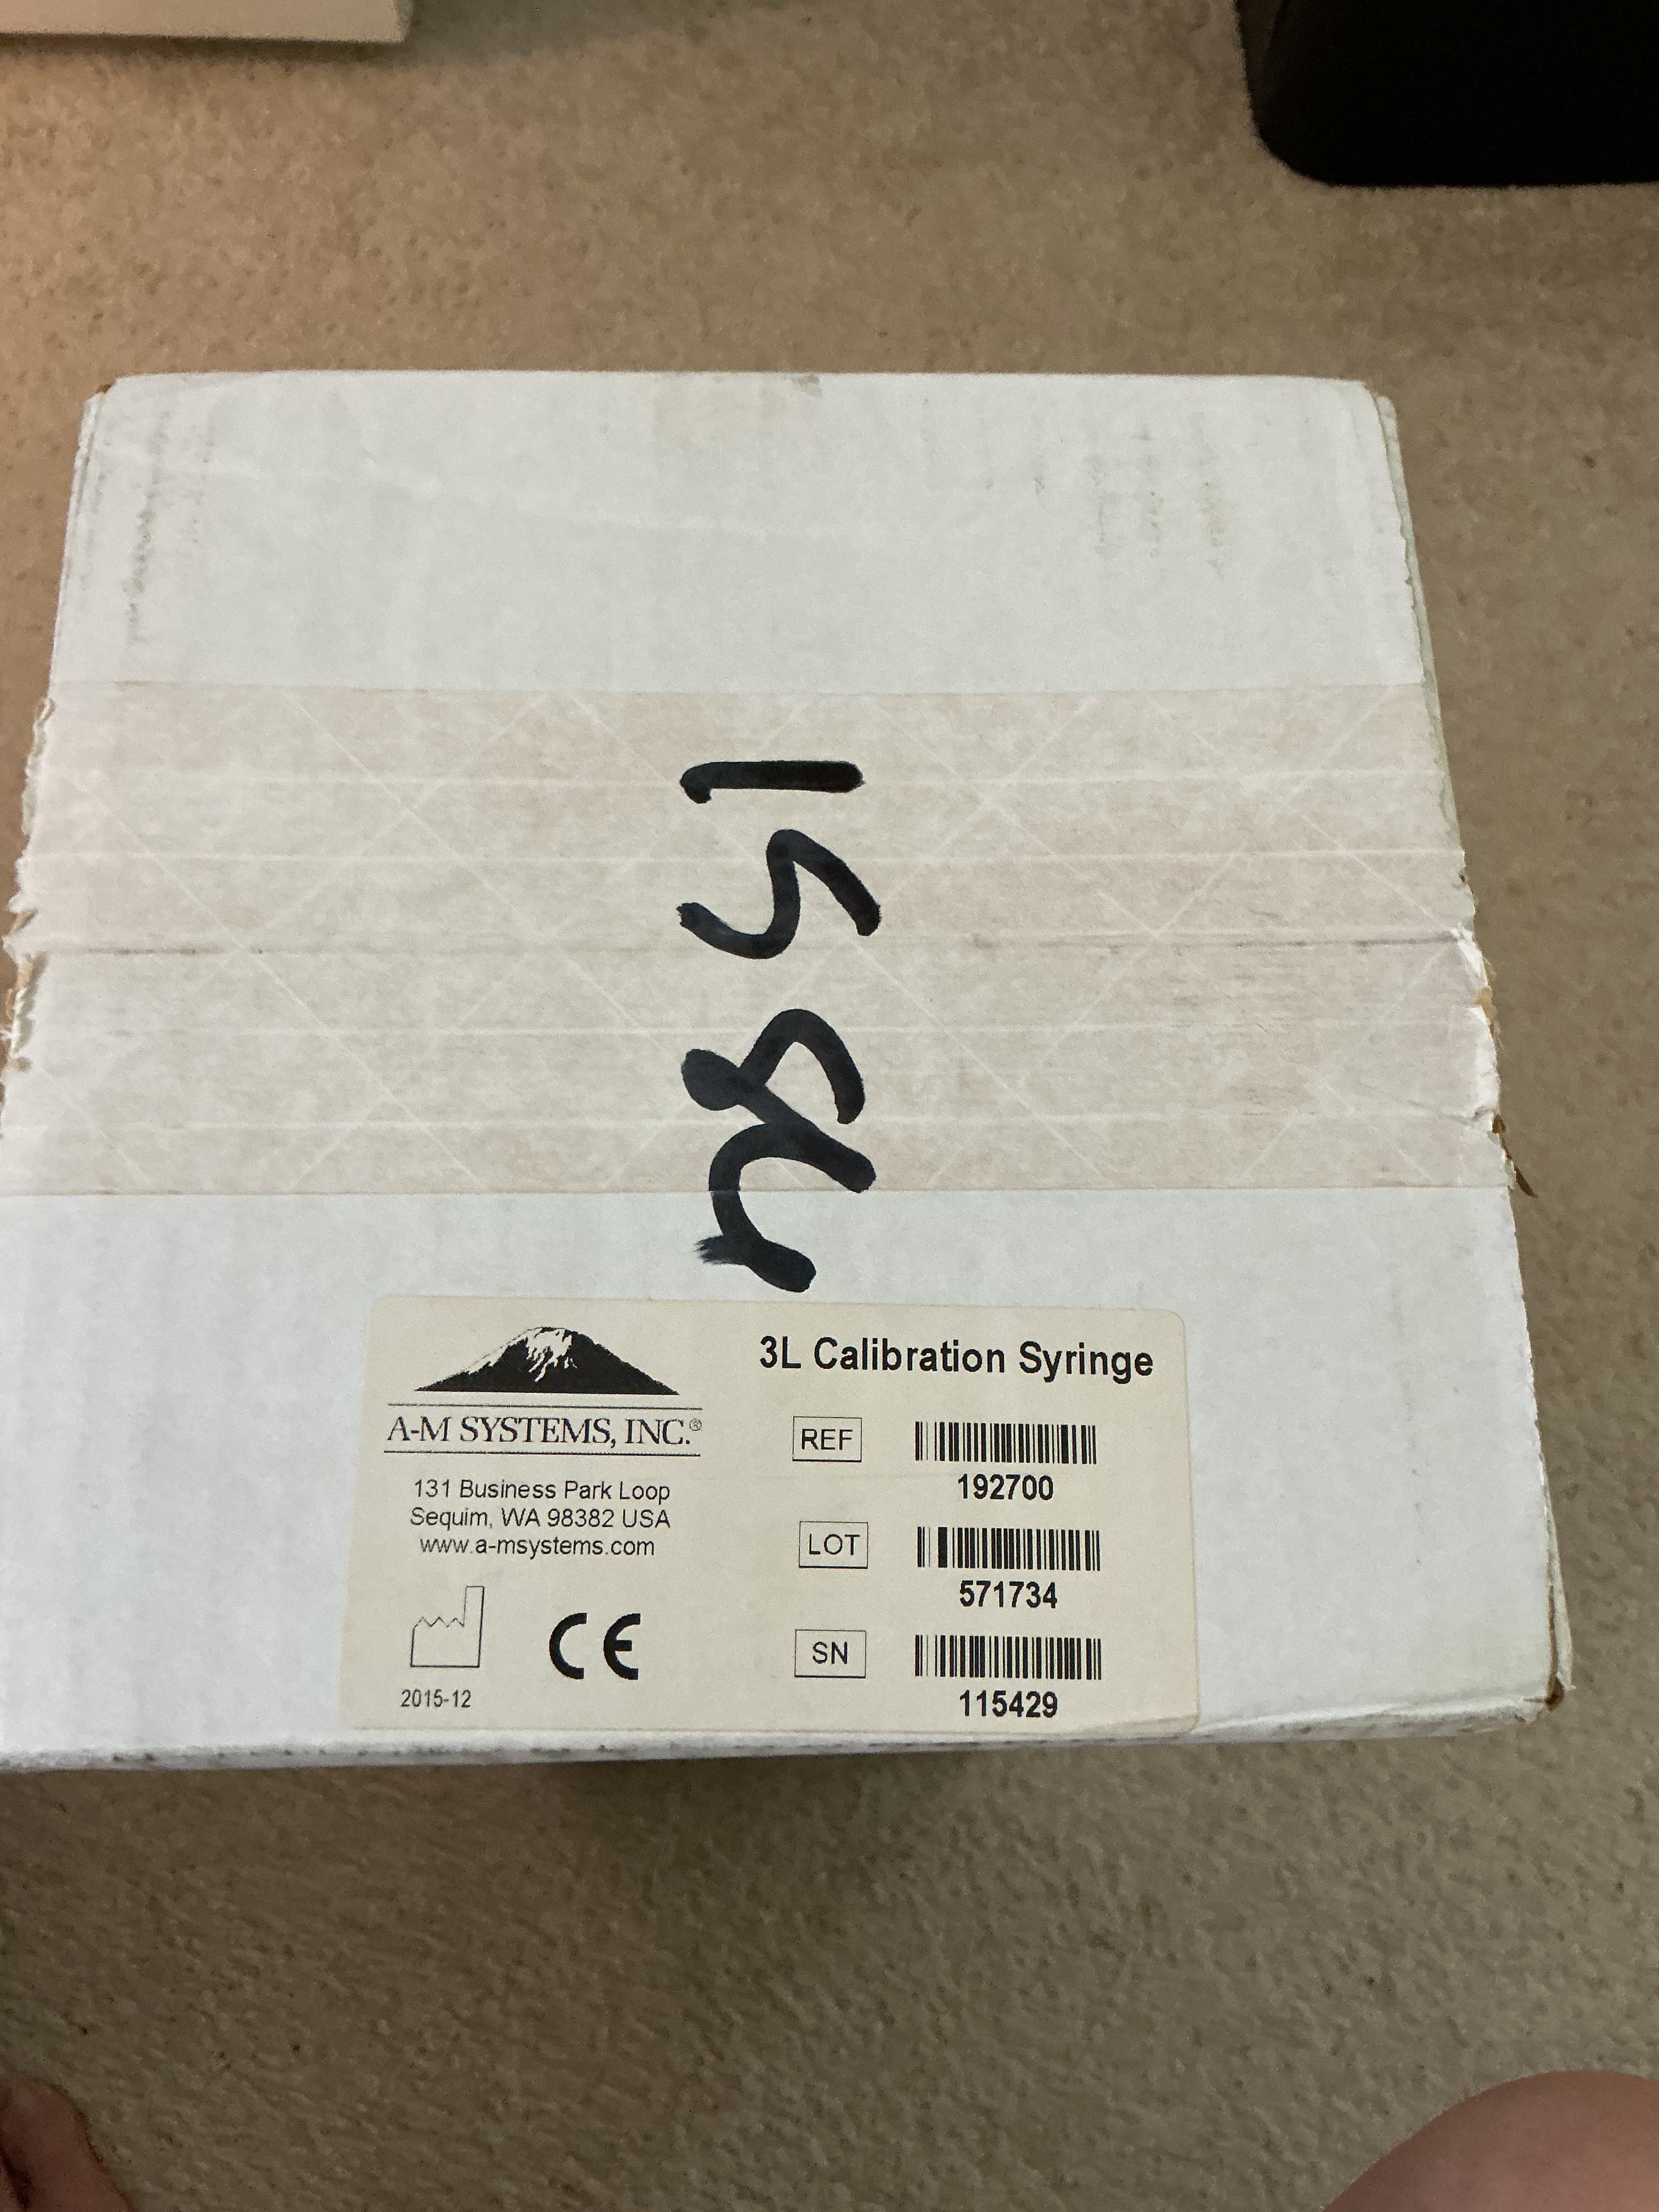 3L Calibration Syringe
A-M SYSTEMS, INC.®
131 Business Park Loop
Sequim, WA 98382 USA
www.a-msystems.com
2015-12
CE
REF
192700
LOT
571734
SN
115429